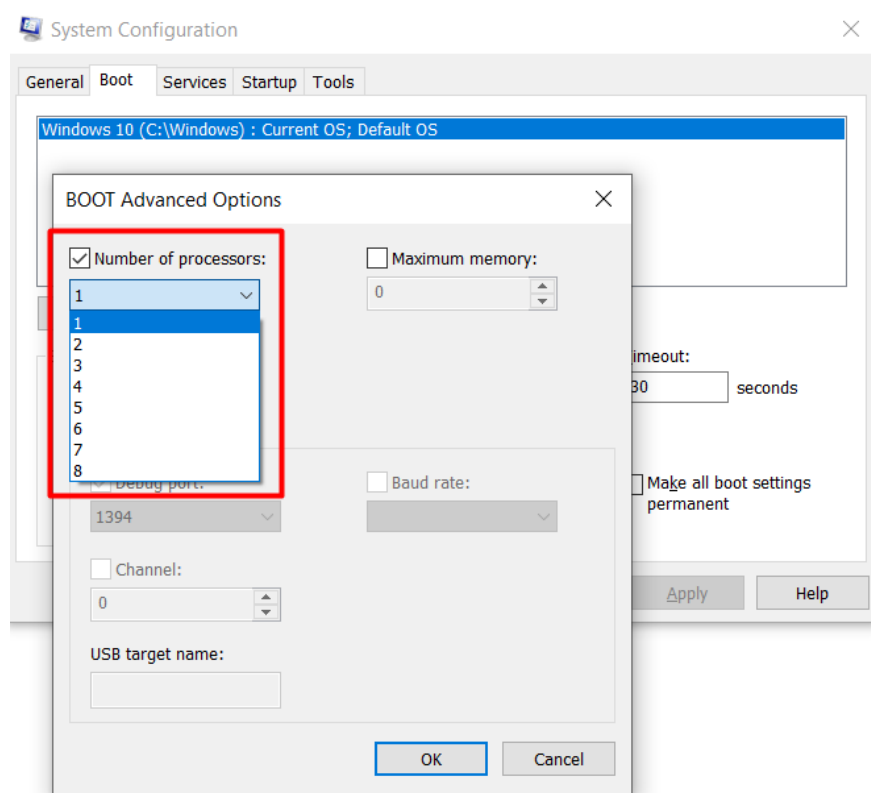 System Configuration
General Boot Services Startup Tools
Windows 10 (C:\Windows) : Current OS; Default OS
BOOT Advanced Options
Number of processors:
Maximum memory:
1
0
1
2
3
4
5
6
7
8
imeout:
30 seconds
Debug port:
Baud rate:
1394
Make all boot settings
permanent
Channel:
0
USB target name:
Apply
Help
OK
Cancel